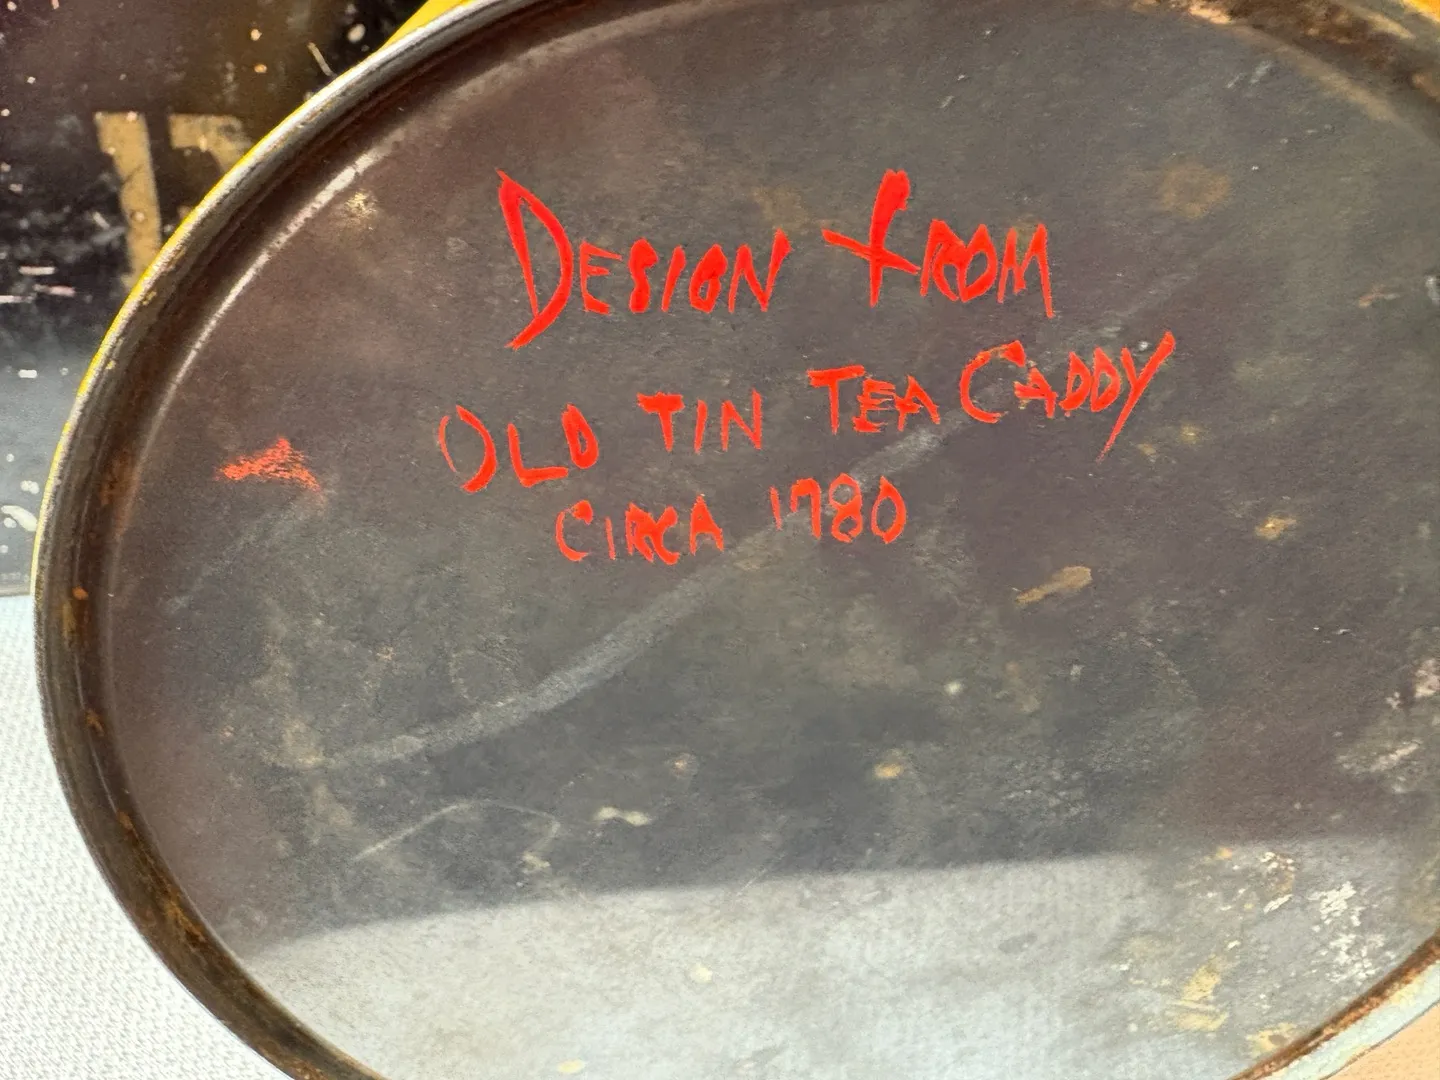 DESIGN FROM
OLD TIN TEA CADDY
CIRCA 1780